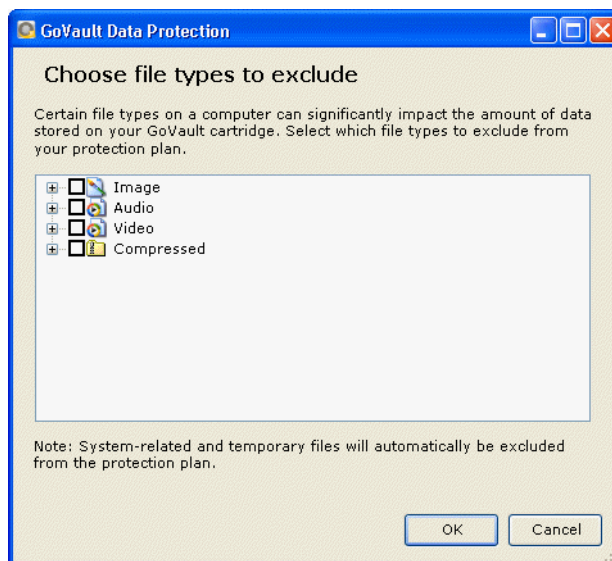 GoVault Data Protection
Choose file types to exclude
Certain file types on a computer can significantly impact the amount of data
stored on your GoVault cartridge. Select which file types to exclude from
your protection plan.
Image
Audio
Video
Compressed
Note: System-related and temporary files will automatically be excluded
from the protection plan.
OK
Cancel